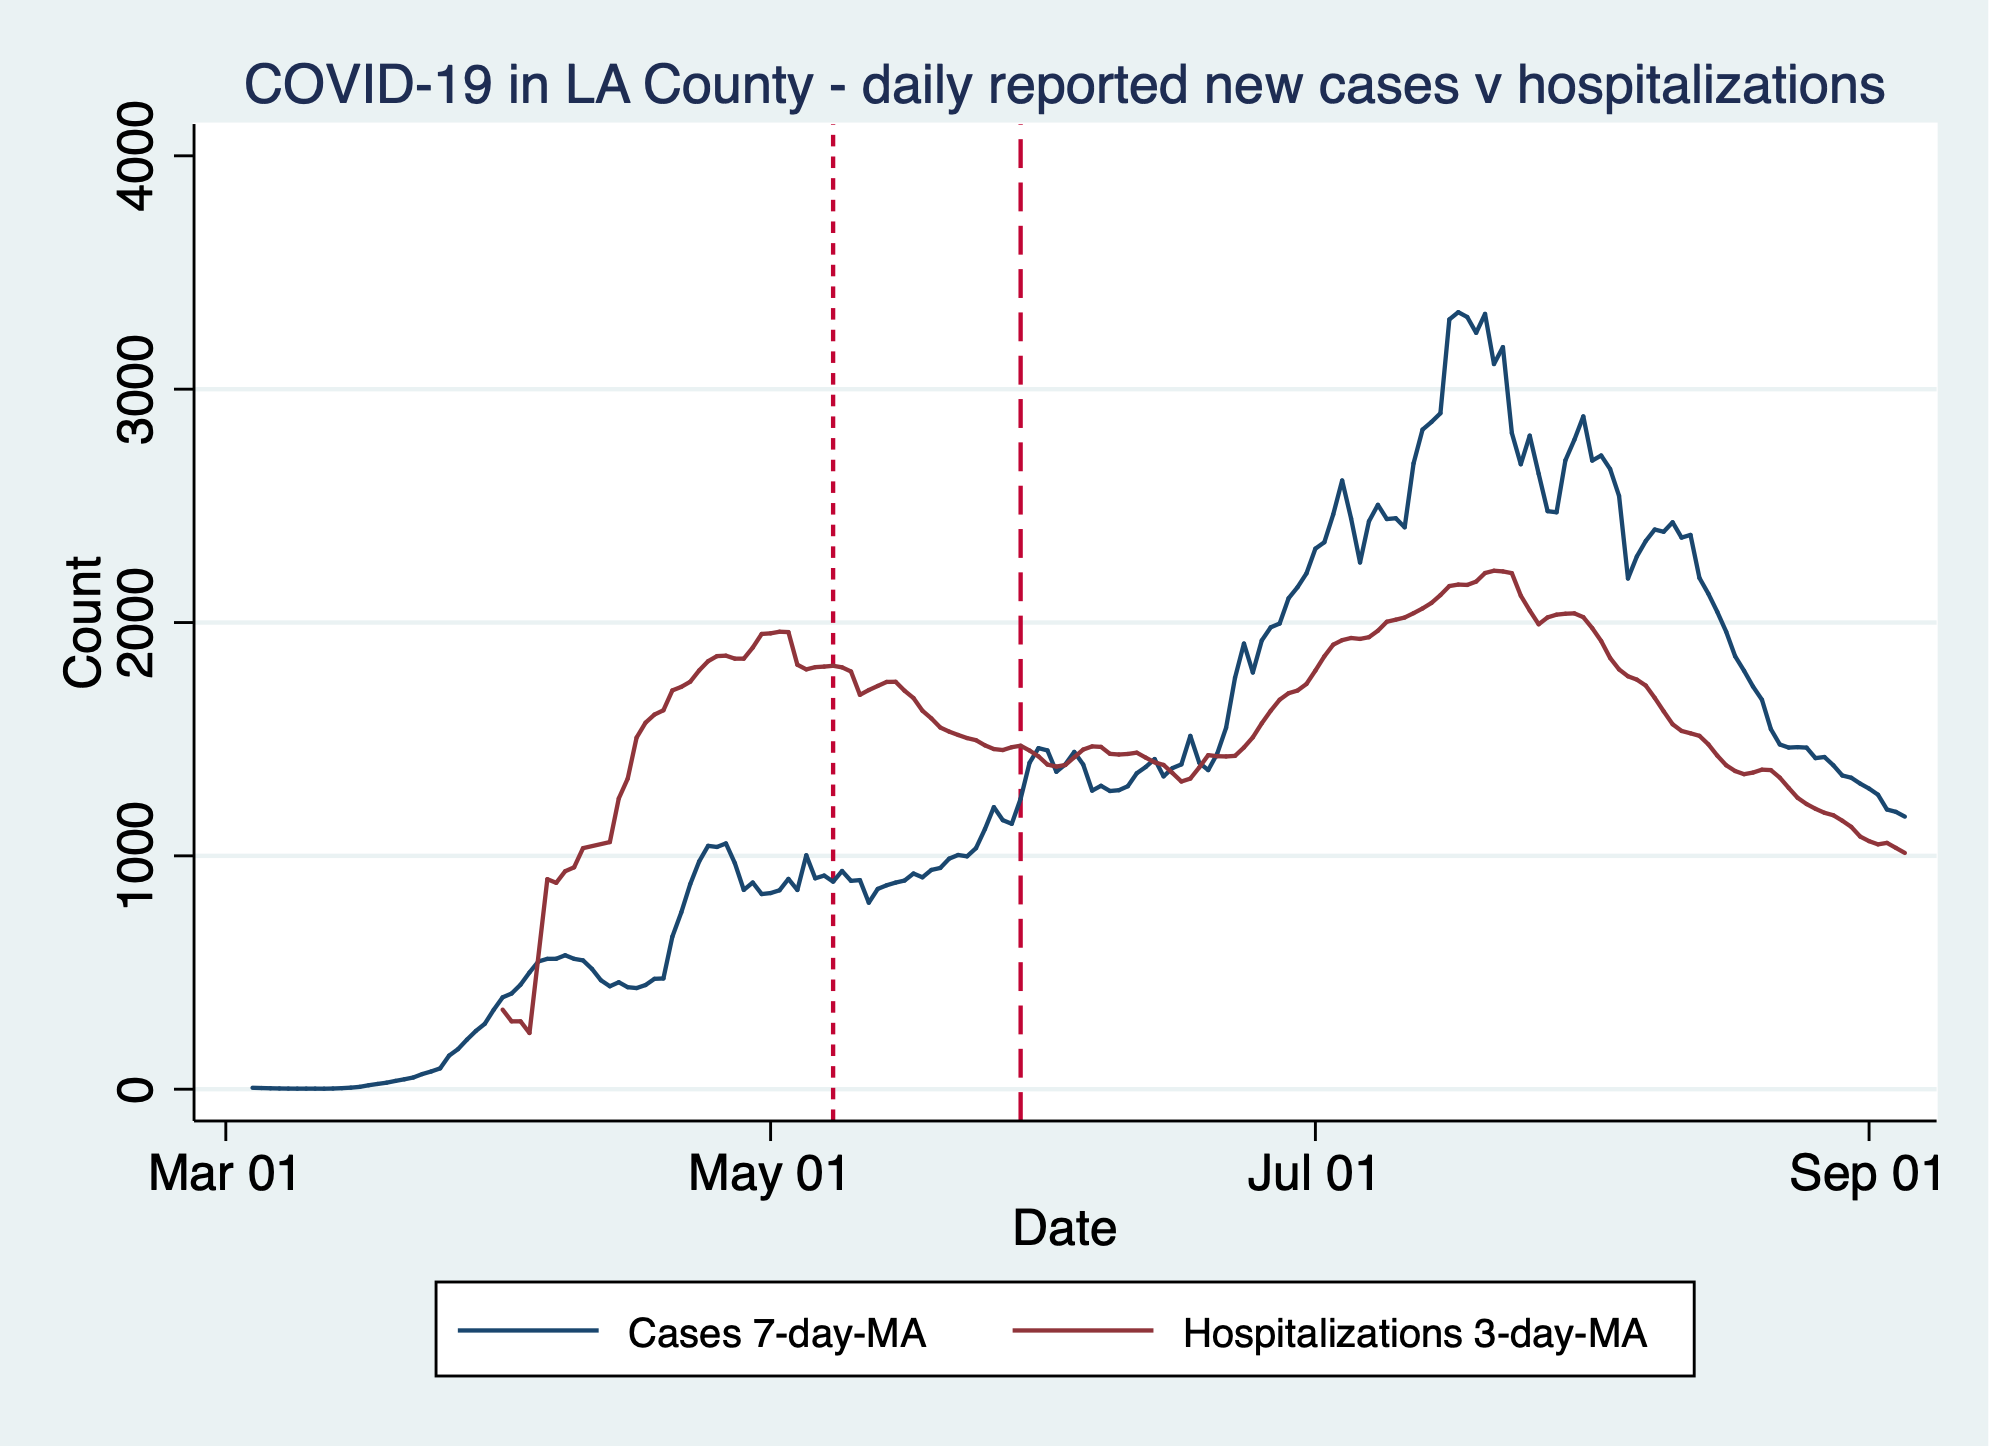 COVID-19 in LA County - daily reported new cases v hospitalizations
4000
3000
2000
1000
0
Count
Mar 01 May 01 Jul 01 Sep 01
Date
Cases 7-day-MA Hospitalizations 3-day-MA